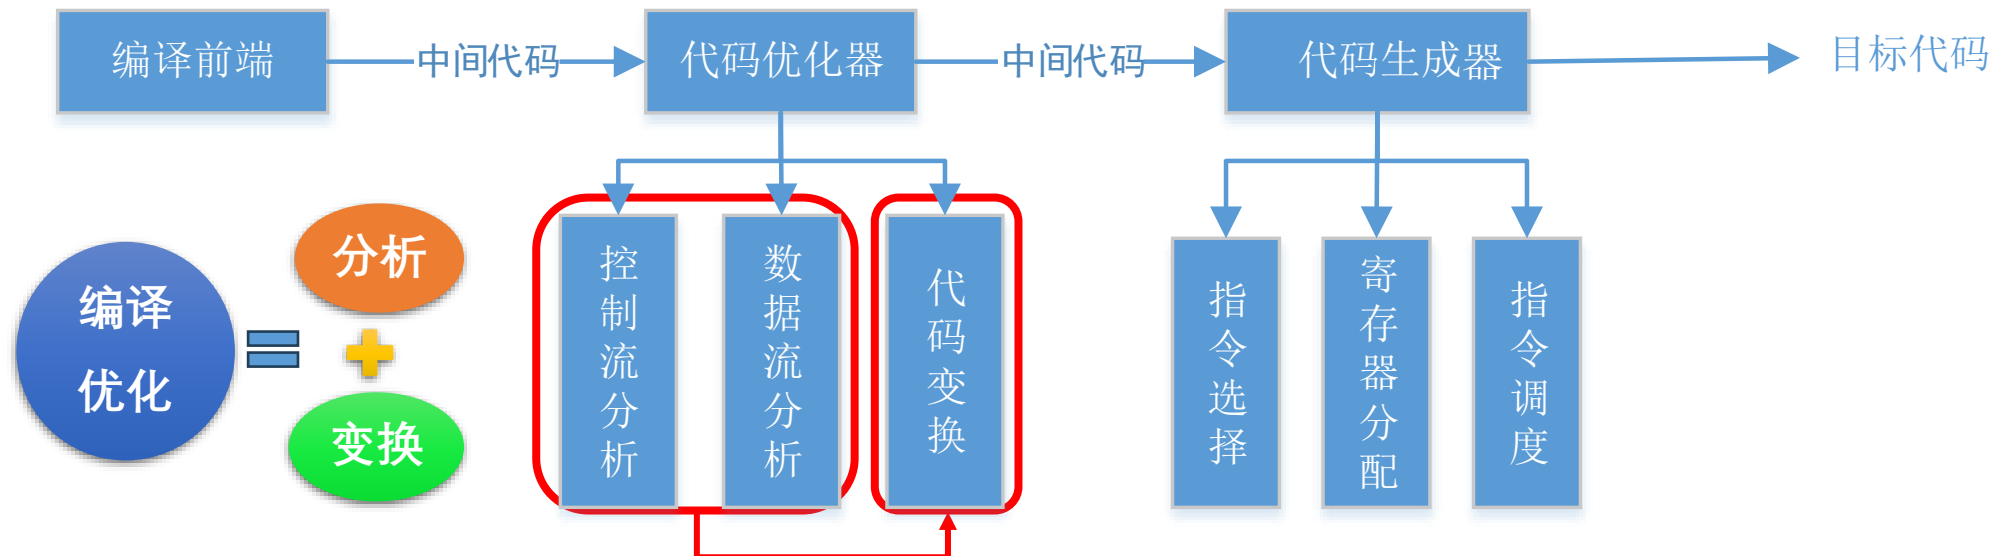 编译前端
中间代码
代码优化器
中间代码
代码生成器
目标代码
编译
优化
分析
变换
控制流分析
数据流分析
代码变换
指令选择
寄存器分配
指令调度